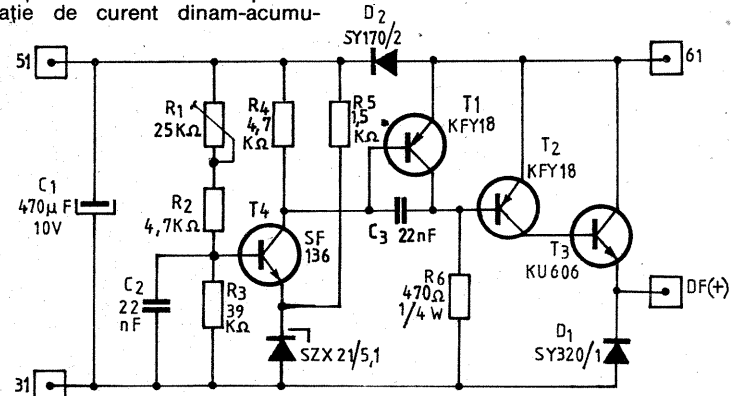 ație de curent dinam-acumu-
D2
SY170/2
51
61
R1
25KΩ
R4
4,7
KΩ
R5
1,5
KΩ
T1
KFY18
T2
KFY18
C1
470µF
10V
R2
4,7KΩ
T4
SF
136
C3 22nF
T3
KU606
C2
22
nF
R3
39
KΩ
R6
470Ω
1/4 W
DF(+)
D1
SY320/1
SZX21/5,1
31